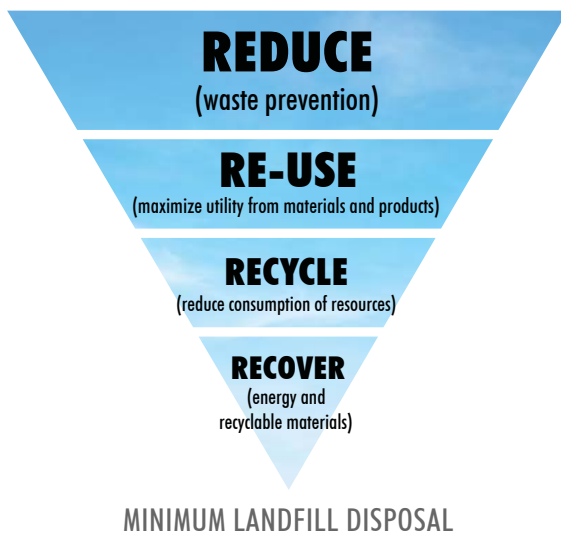 REDUCE
(waste prevention)
RE-USE
(maximize utility from materials and products)
RECYCLE
(reduce consumption of resources)
RECOVER
(energy and
recyclable materials)
MINIMUM LANDFILL DISPOSAL